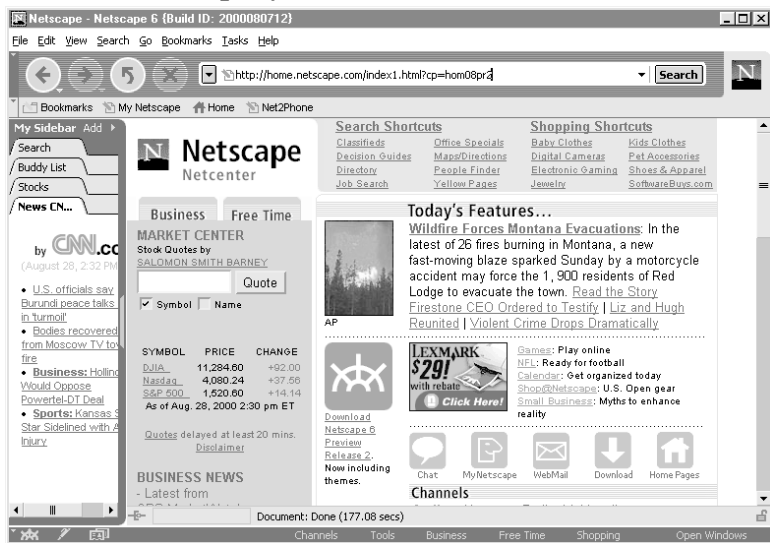 Netscape - Netscape 6 {Build ID: 2000080712}
File Edit View Search Go Bookmarks Tasks Help
http://home.netscape.com/index1.html?cp=hom08pr2
Search
N
Bookmarks My Netscape Home Net2Phone
My Sidebar Add
Search
Buddy List
Stocks
News CN...
by CNN.cc
(August 28, 2:32 PM
• U.S. officials say
Burundi peace talks
in 'turmoil'
• Bodies recovered
from Moscow TV tov
fire
• Business: Holling
Would Oppose
Powertel-DT Deal
• Sports: Kansas S
Star Sidelined with A
Injury
N Netscape
Netcenter
Search Shortcuts
Classifieds Office Specials
Decision Guides Maps/Directions
Directory People Finder
Job Search Yellow Pages
Shopping Shortcuts
Baby Clothes Kids Clothes
Digital Cameras Pet Accessories
Electronic Gaming Shoes & Apparel
Jewelry SoftwareBuys.com
Business Free Time
MARKET CENTER
Stock Quotes by
SALOMON SMITH BARNEY
Quote
Symbol Name
SYMBOL PRICE CHANGE
DJIA 11,284.60 +92.00
Nasdaq 4,080.24 +37.56
S&P 500 1,520.60 +14.14
As of Aug. 28, 2000 2:30 pm ET
Quotes delayed at least 20 mins.
Disclaimer
BUSINESS NEWS
- Latest from
Today's Features...
AP
Wildfire Forces Montana Evacuations: In the
latest of 26 fires burning in Montana, a new
fast-moving blaze sparked Sunday by a motorcycle
accident may force the 1,900 residents of Red
Lodge to evacuate the town. Read the Story
Firestone CEO Ordered to Testify | Liz and Hugh
Reunited | Violent Crime Drops Dramatically
Download
Netscape 6
Preview
Release 2.
Now including
themes.
LEXMARK
$29!
with rebate
Click Here!
Games: Play online
NFL: Ready for football
Calendar: Get organized today
Shop@Netscape: U.S. Open gear
Small Business: Myths to enhance
reality
Chat MyNetscape WebMail Download Home Pages
Channels
Document: Done (177.08 secs)
Channels Tools Business Free Time Shopping Open Windows